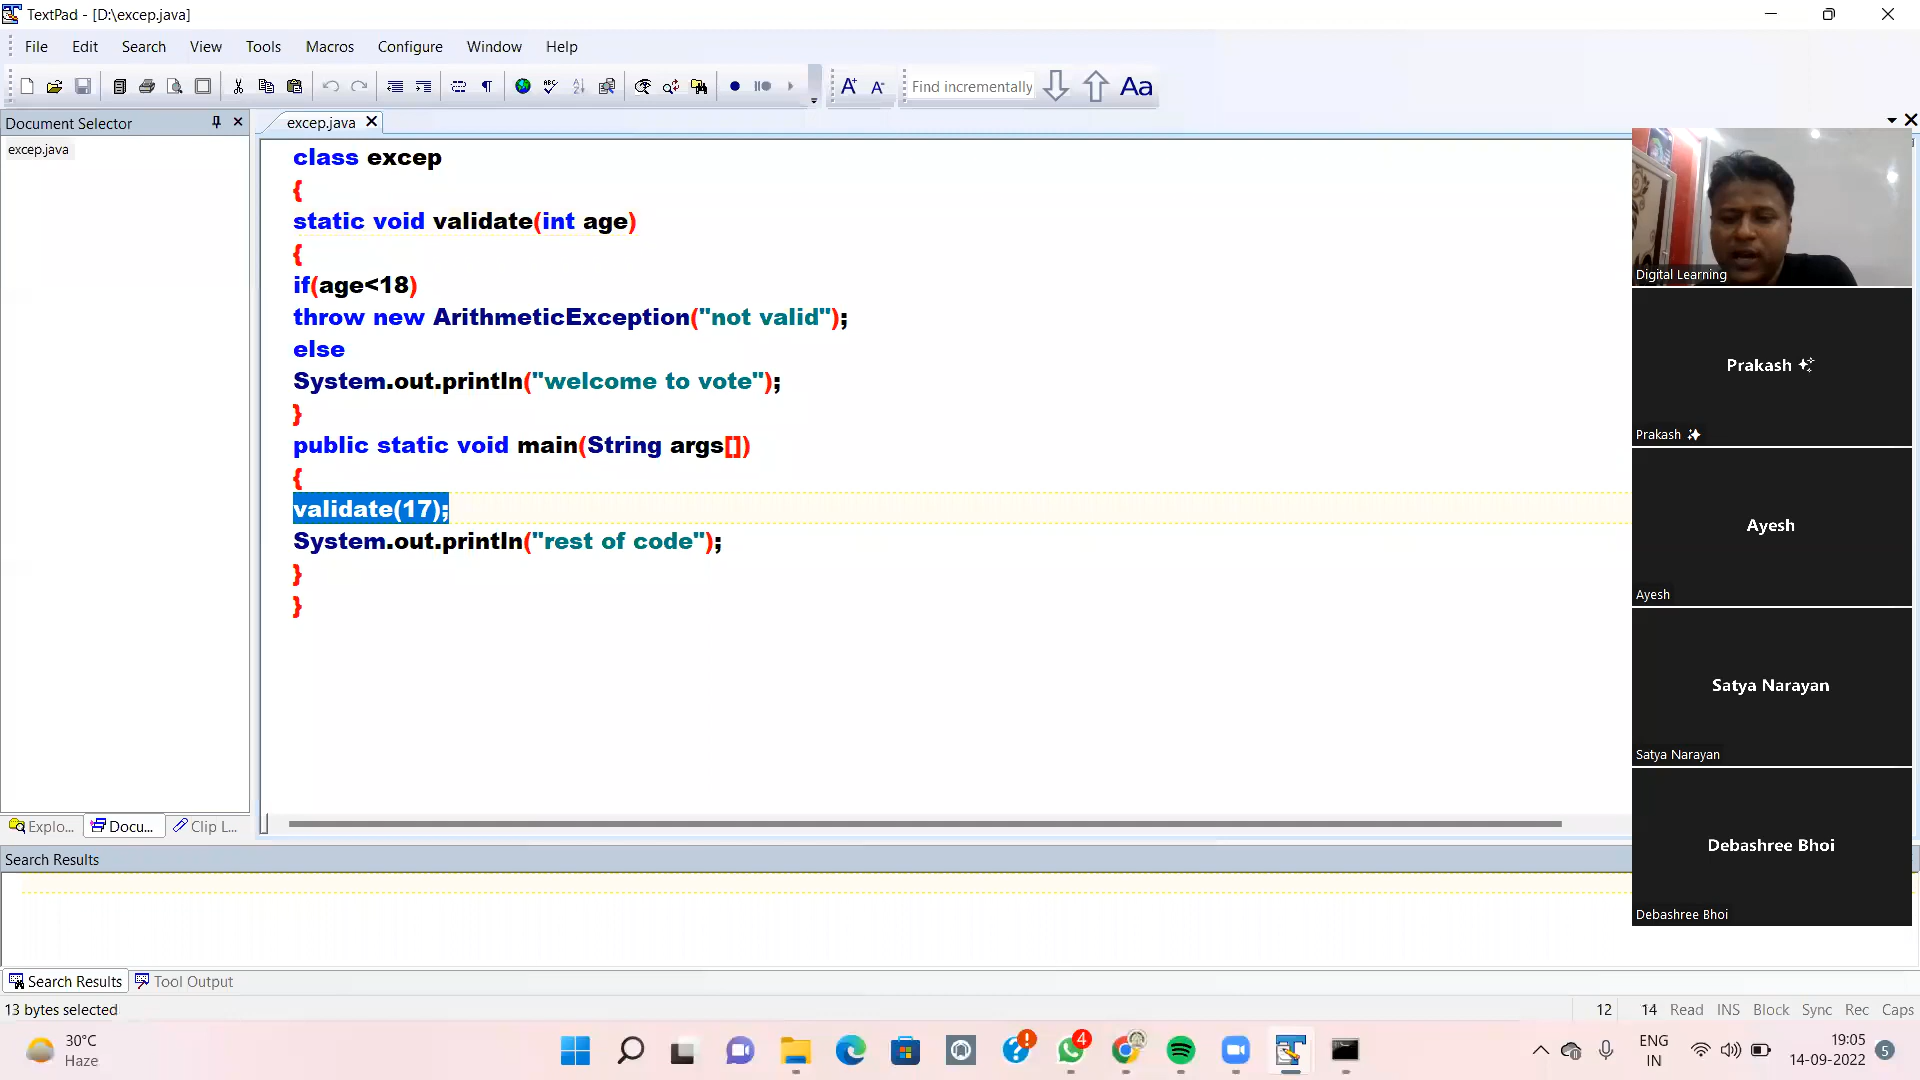 TextPad - [D:\excep.java]
File Edit Search View Tools Macros Configure Window Help
Find incrementally
Document Selector
excep.java
excep.java
class excep
{
static void validate(int age)
{
if(age<18)
throw new ArithmeticException("not valid");
else
System.out.println("welcome to vote");
}
public static void main(String args[])
{
validate(17);
System.out.println("rest of code");
}
}
Digital Learning
Prakash
Prakash
Ayesh
Ayesh
Satya Narayan
Satya Narayan
Debashree Bhoi
Debashree Bhoi
Explo... Docu... Clip L...
Search Results
Search Results Tool Output
13 bytes selected
12 14 Read INS Block Sync Rec Caps
30°C
Haze
4
ENG
IN
19:05
14-09-2022
5